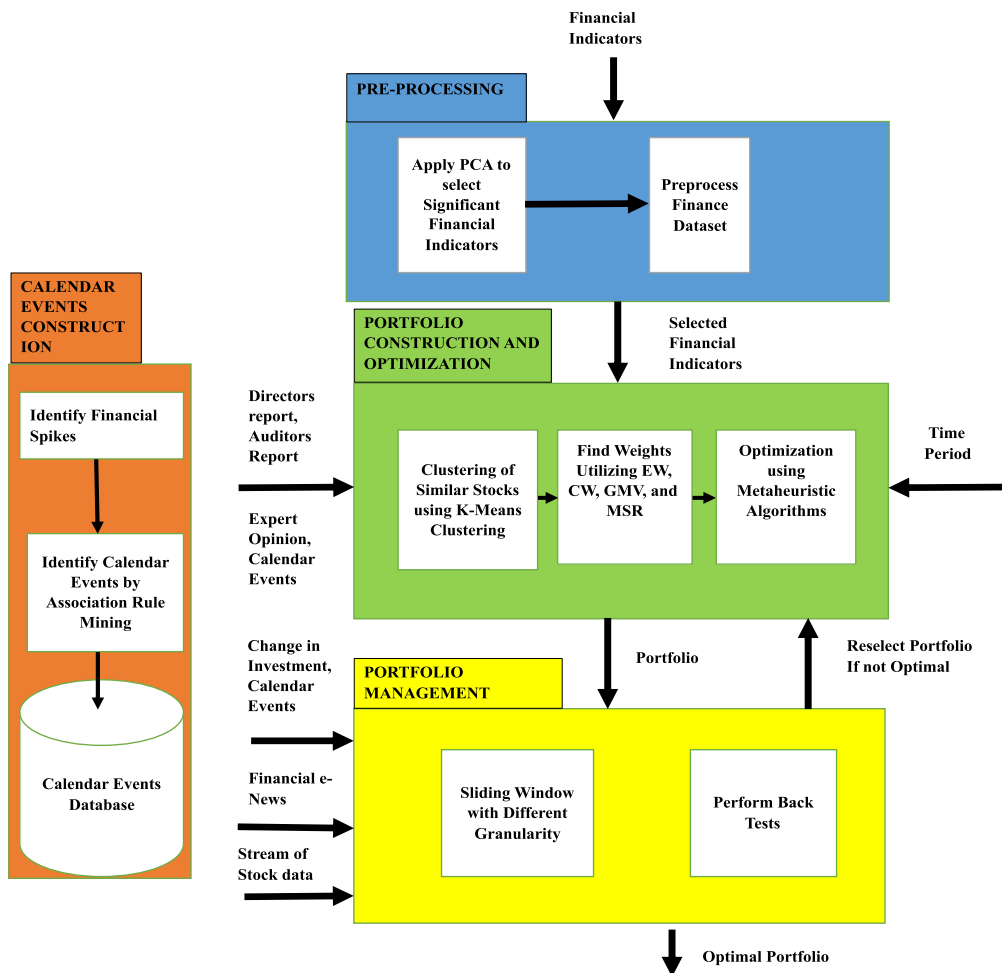 Financial
Indicators
PRE-PROCESSING
Apply PCA to
select
Significant
Financial
Indicators
Preprocess
Finance
Dataset
CALENDAR
EVENTS
CONSTRUCT
ION
Identify Financial
Spikes
Identify Calendar
Events by
Association Rule
Mining
Calendar Events
Database
PORTFOLIO
CONSTRUCTION AND
OPTIMIZATION
Selected
Financial
Indicators
Directors
report,
Auditors
Report
Expert
Opinion,
Calendar
Events
Clustering of
Similar Stocks
using K-Means
Clustering
Find Weights
Utilizing EW,
CW, GMV, and
MSR
Optimization
using
Metaheuristic
Algorithms
Time
Period
Change in
Investment,
Calendar
Events
Portfolio
Reselect Portfolio
If not Optimal
PORTFOLIO
MANAGEMENT
Financial e-
News
Stream of
Stock data
Sliding Window
with Different
Granularity
Perform Back
Tests
Optimal Portfolio